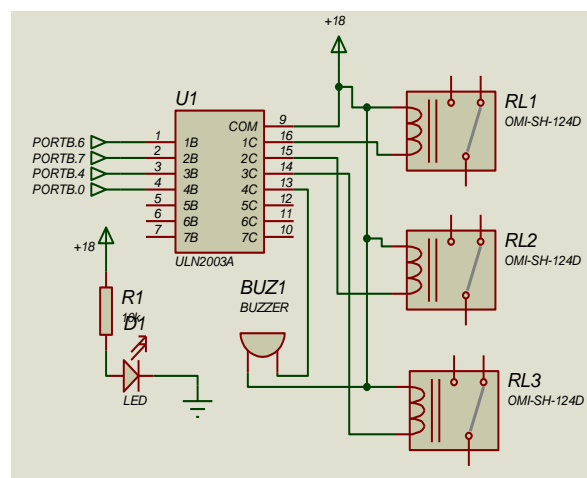 +18
U1
RL1
OMI-SH-124D
COM 9
PORTB.6 1 1B 1C 16
PORTB.7 2 2B 2C 15
PORTB.4 3 3B 3C 14
PORTB.0 4 4B 4C 13
5 5B 5C 12
6 6B 6C 11
7 7B 7C 10
ULN2003A
+18
RL2
OMI-SH-124D
R1
10k
D1
LED
BUZ1
BUZZER
RL3
OMI-SH-124D